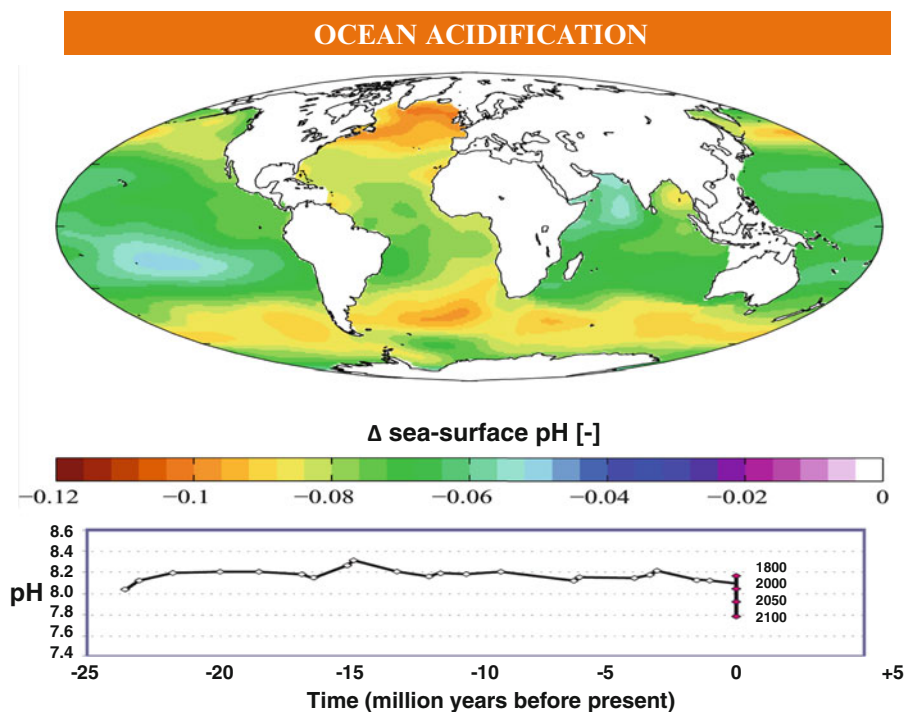 OCEAN ACIDIFICATION
Δ sea-surface pH [-]
−0.12 −0.1 −0.08 −0.06 −0.04 −0.02 0
8.6
8.4
8.2
8.0
7.8
7.6
7.4
pH
1800
2000
2050
2100
-25 -20 -15 -10 -5 0 +5
Time (million years before present)